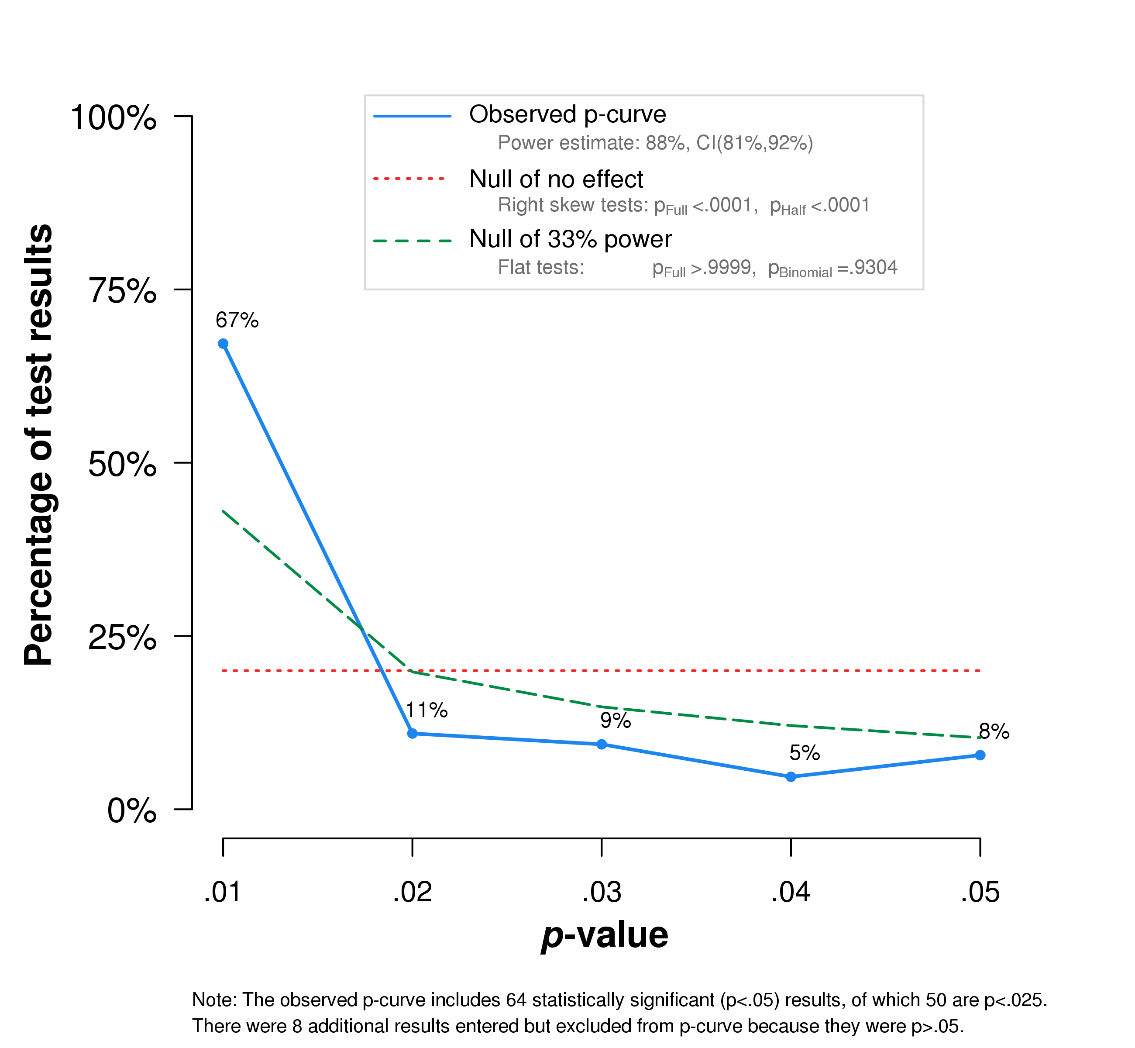 Observed p-curve
Power estimate: 88%, CI(81%,92%)
Null of no effect
Right skew tests: pFull <.0001, pHalf <.0001
Null of 33% power
Flat tests: pFull >.9999, pBinomial =.9304
Percentage of test results
100%
75%
50%
25%
0%
67%
11%
9%
5%
8%
.01 .02 .03 .04 .05
p-value
Note: The observed p-curve includes 64 statistically significant (p<.05) results, of which 50 are p<.025.
There were 8 additional results entered but excluded from p-curve because they were p>.05.